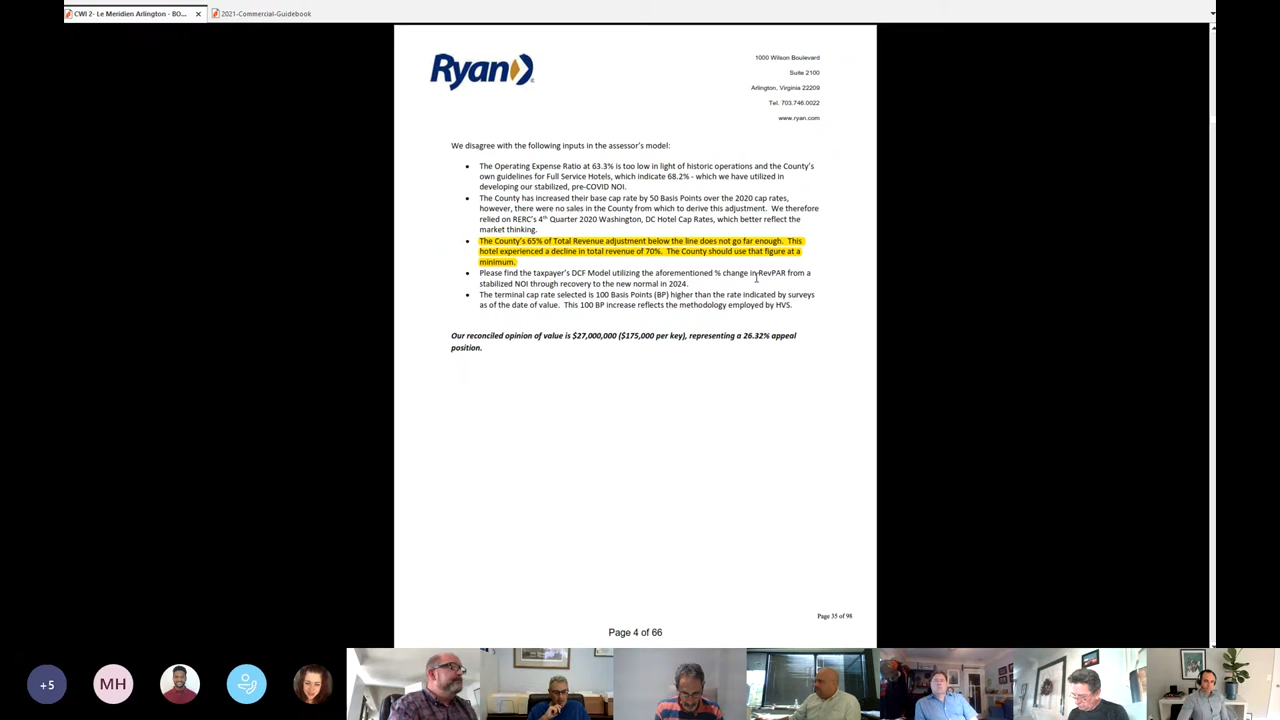 CWI 2- Le Meridien Arlington - BO...
2021-Commercial-Guidebook
Ryan
1000 Wilson Boulevard
Suite 2100
Arlington, Virginia 22209
Tel. 703.746.0022
www.ryan.com
We disagree with the following inputs in the assessor's model:
• The Operating Expense Ratio at 63.3% is too low in light of historic operations and the County's
own guidelines for Full Service Hotels, which indicate 68.2% - which we have utilized in
developing our stabilized, pre-COVID NOI.
• The County has increased their base cap rate by 50 Basis Points over the 2020 cap rates,
however, there were no sales in the County from which to derive this adjustment. We therefore
relied on RERC's 4th Quarter 2020 Washington, DC Hotel Cap Rates, which better reflect the
market thinking.
• The County's 65% of Total Revenue adjustment below the line does not go far enough. This
hotel experienced a decline in total revenue of 70%. The County should use that figure at a
minimum.
• Please find the taxpayer's DCF Model utilizing the aforementioned % change in RevPAR from a
stabilized NOI through recovery to the new normal in 2024.
• The terminal cap rate selected is 100 Basis Points (BP) higher than the rate indicated by surveys
as of the date of value. This 100 BP increase reflects the methodology employed by HVS.
Our reconciled opinion of value is $27,000,000 ($175,000 per key), representing a 26.32% appeal
position.
Page 35 of 98
Page 4 of 66
+5
MH